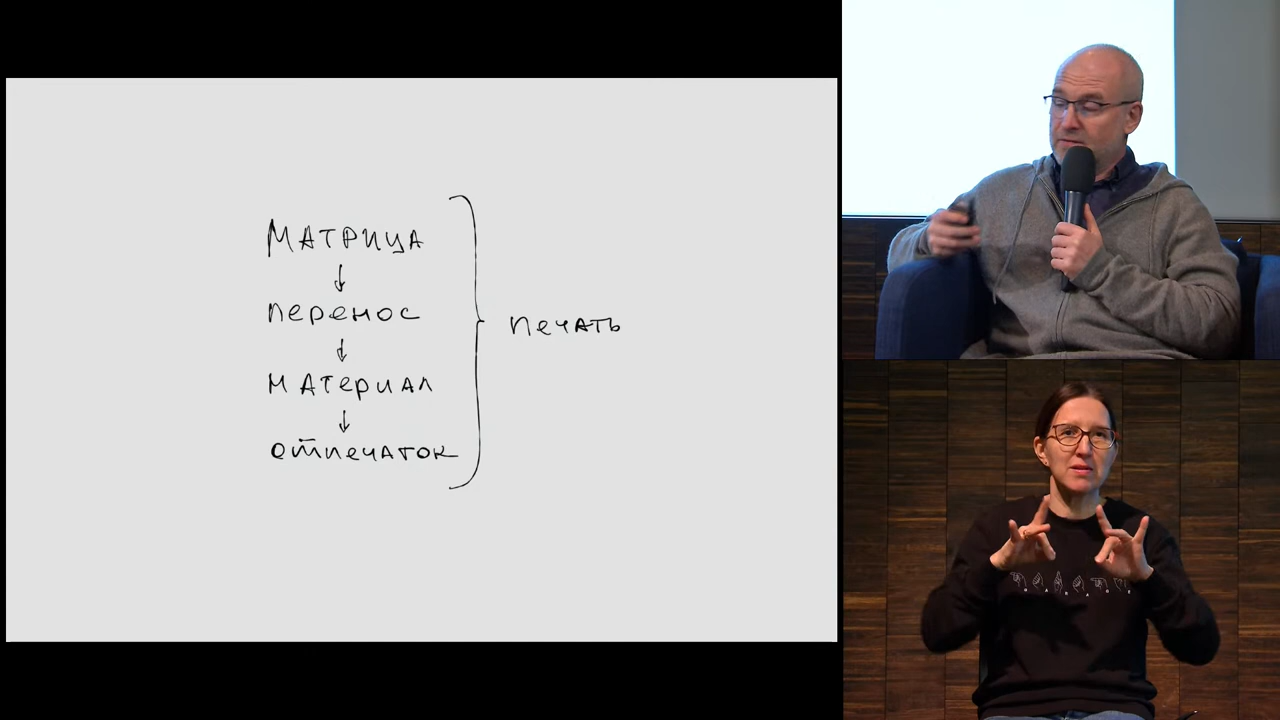 Матрица
↓
перенос
↓
материал
↓
отпечаток
печать